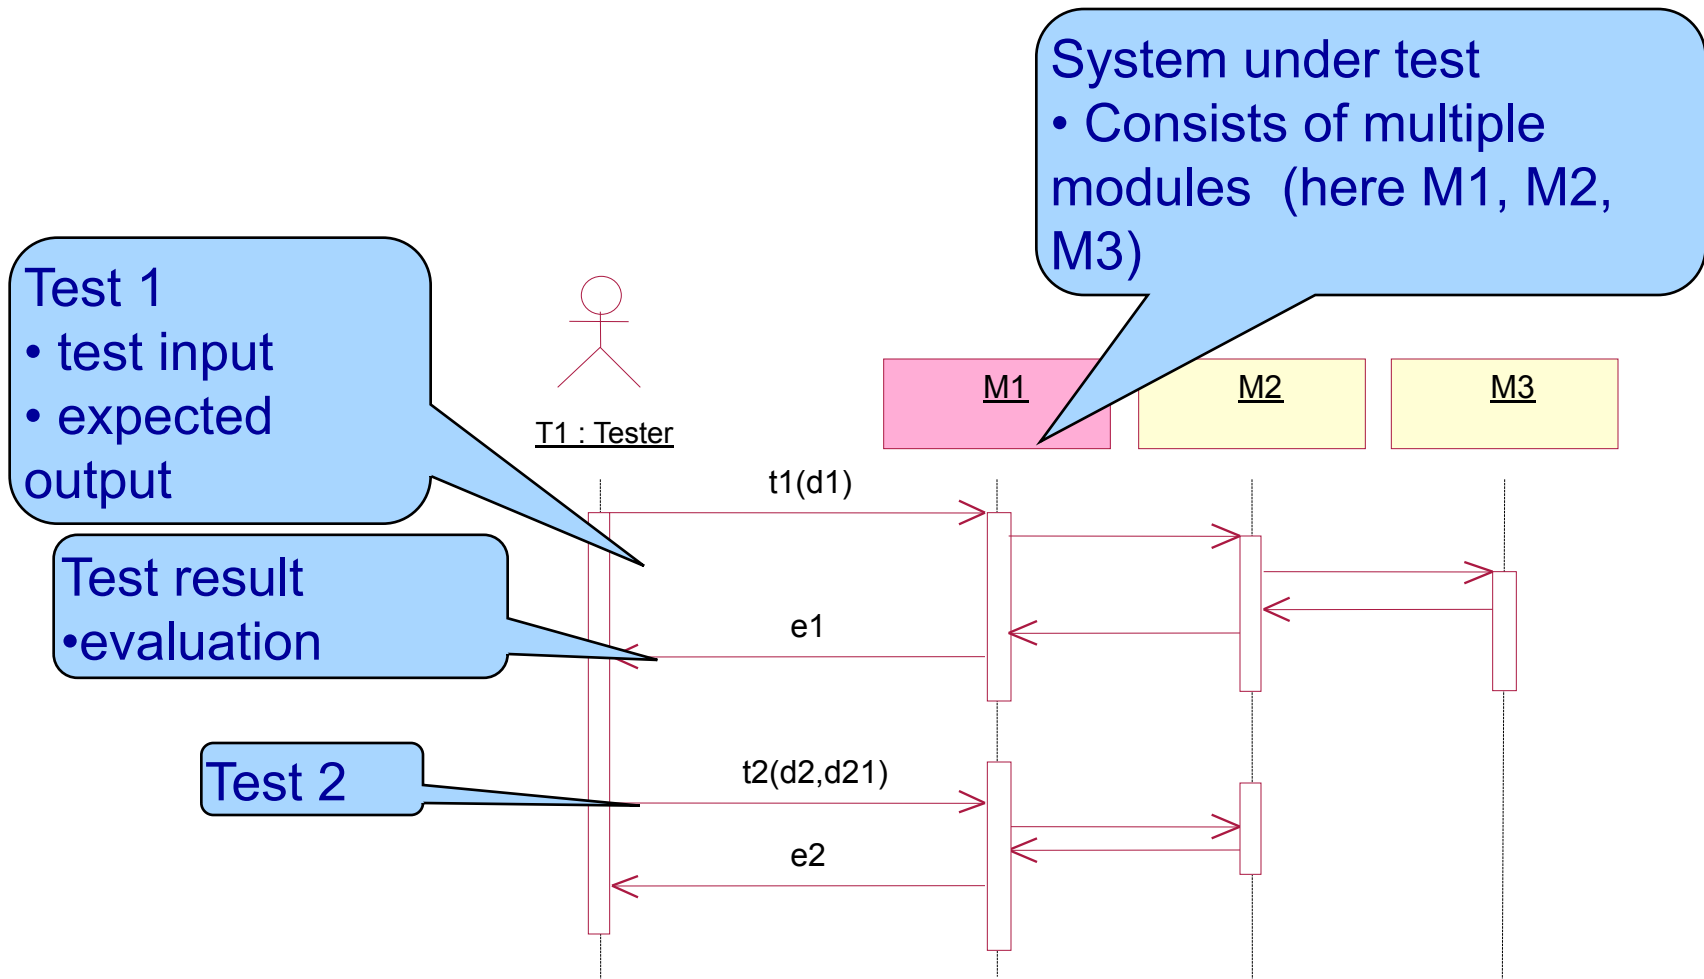 System under test
• Consists of multiple
modules (here M1, M2,
M3)
Test 1
• test input
• expected
output
T1 : Tester
M1
M2
M3
t1(d1)
Test result
•evaluation
e1
Test 2
t2(d2,d21)
e2